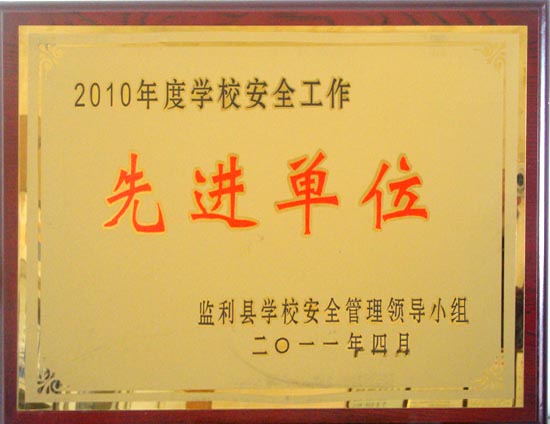 2010年度学校安全工作
先进单位
监利县学校安全管理领导小组
二〇一一年四月